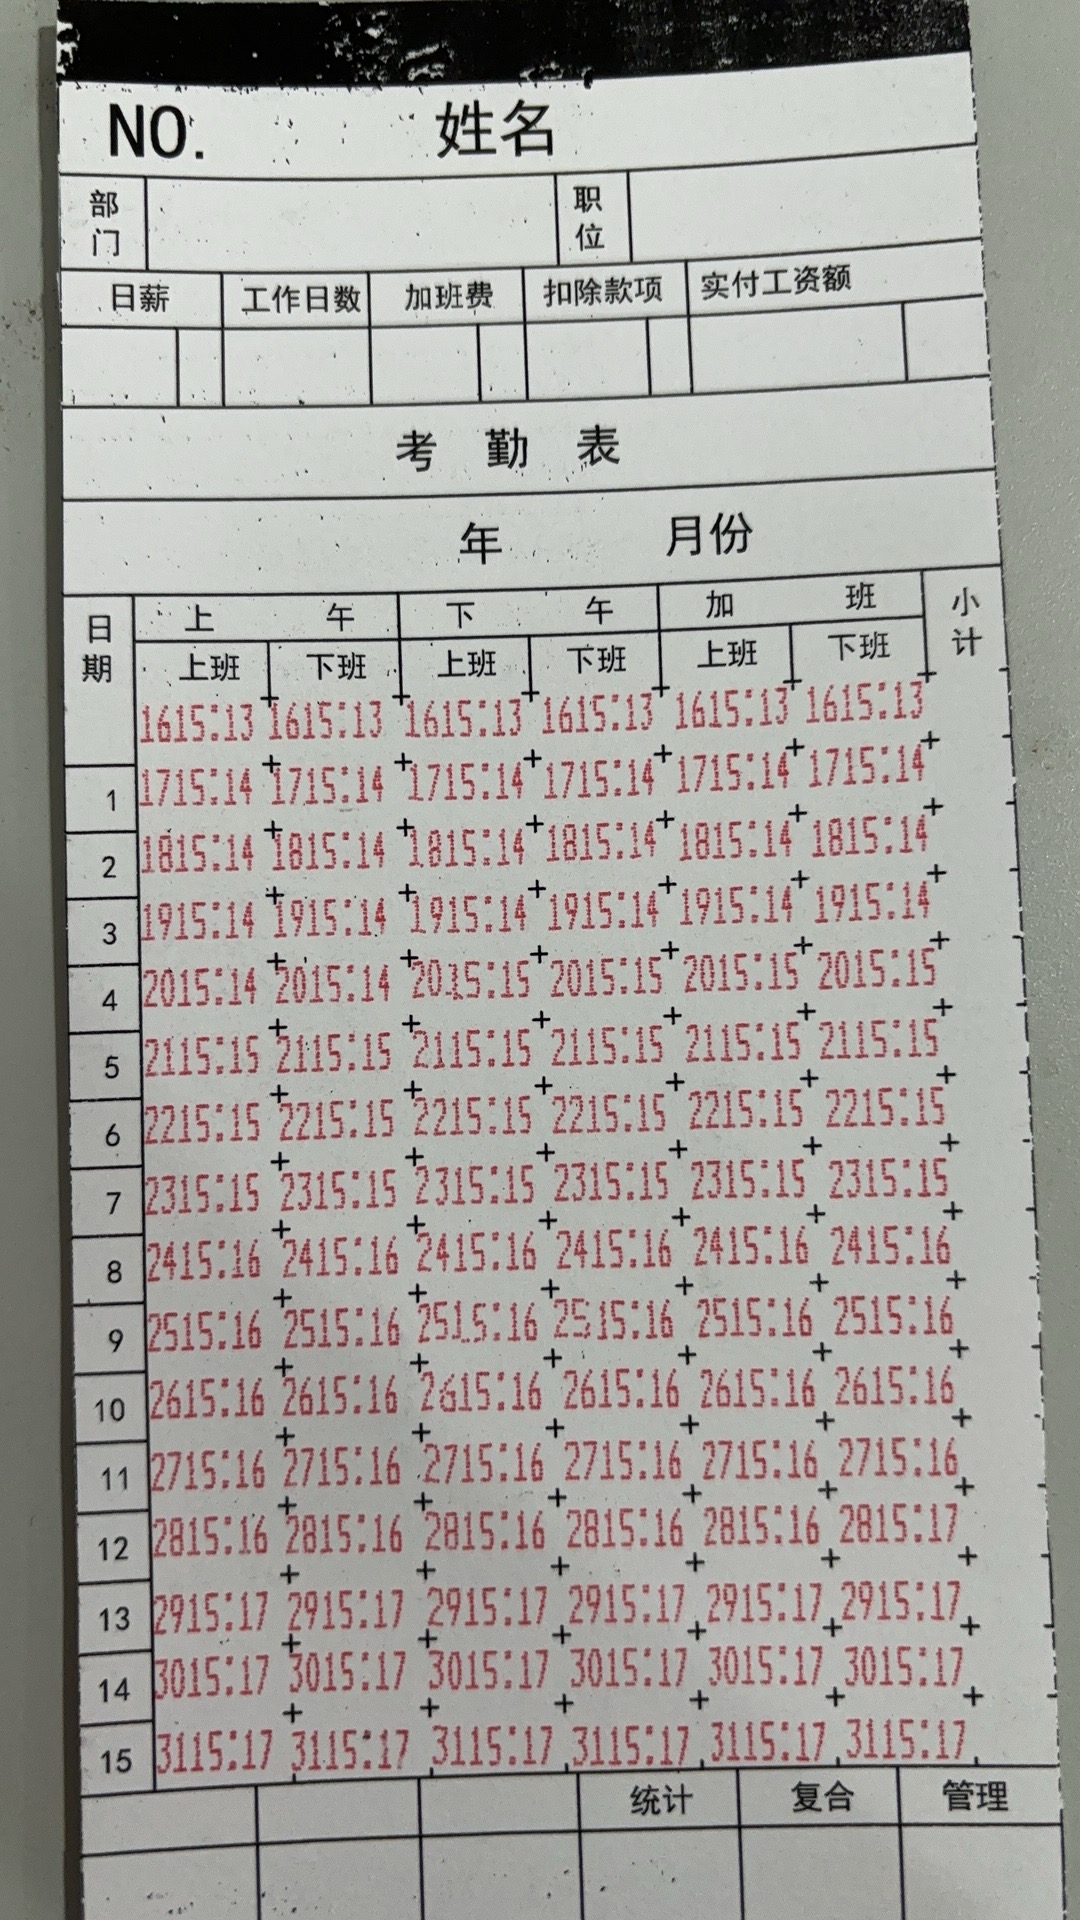 NO. 姓名
部门 职位
日薪 工作日数 加班费 扣除款项 实付工资额
考 勤 表
年 月份
日期 上 午 下 午 加 班 小计
上班 下班 上班 下班 上班 下班
1615:13 1615:13 1615:13 1615:13 1615:13 1615:13
1 1715:14 1715:14 1715:14 1715:14 1715:14 1715:14
2 1815:14 1815:14 1815:14 1815:14 1815:14 1815:14
3 1915:14 1915:14 1915:14 1915:14 1915:14 1915:14
4 2015:14 2015:14 2015:15 2015:15 2015:15 2015:15
5 2115:15 2115:15 2115:15 2115:15 2115:15 2115:15
6 2215:15 2215:15 2215:15 2215:15 2215:15 2215:15
7 2315:15 2315:15 2315:15 2315:15 2315:15 2315:15
8 2415:16 2415:16 2415:16 2415:16 2415:16 2415:16
9 2515:16 2515:16 2515:16 2515:16 2515:16 2515:16
10 2615:16 2615:16 2615:16 2615:16 2615:16 2615:16
11 2715:16 2715:16 2715:16 2715:16 2715:16 2715:16
12 2815:16 2815:16 2815:16 2815:16 2815:16 2815:17
13 2915:17 2915:17 2915:17 2915:17 2915:17 2915:17
14 3015:17 3015:17 3015:17 3015:17 3015:17 3015:17
15 3115:17 3115:17 3115:17 3115:17 3115:17 3115:17
统计 复合 管理